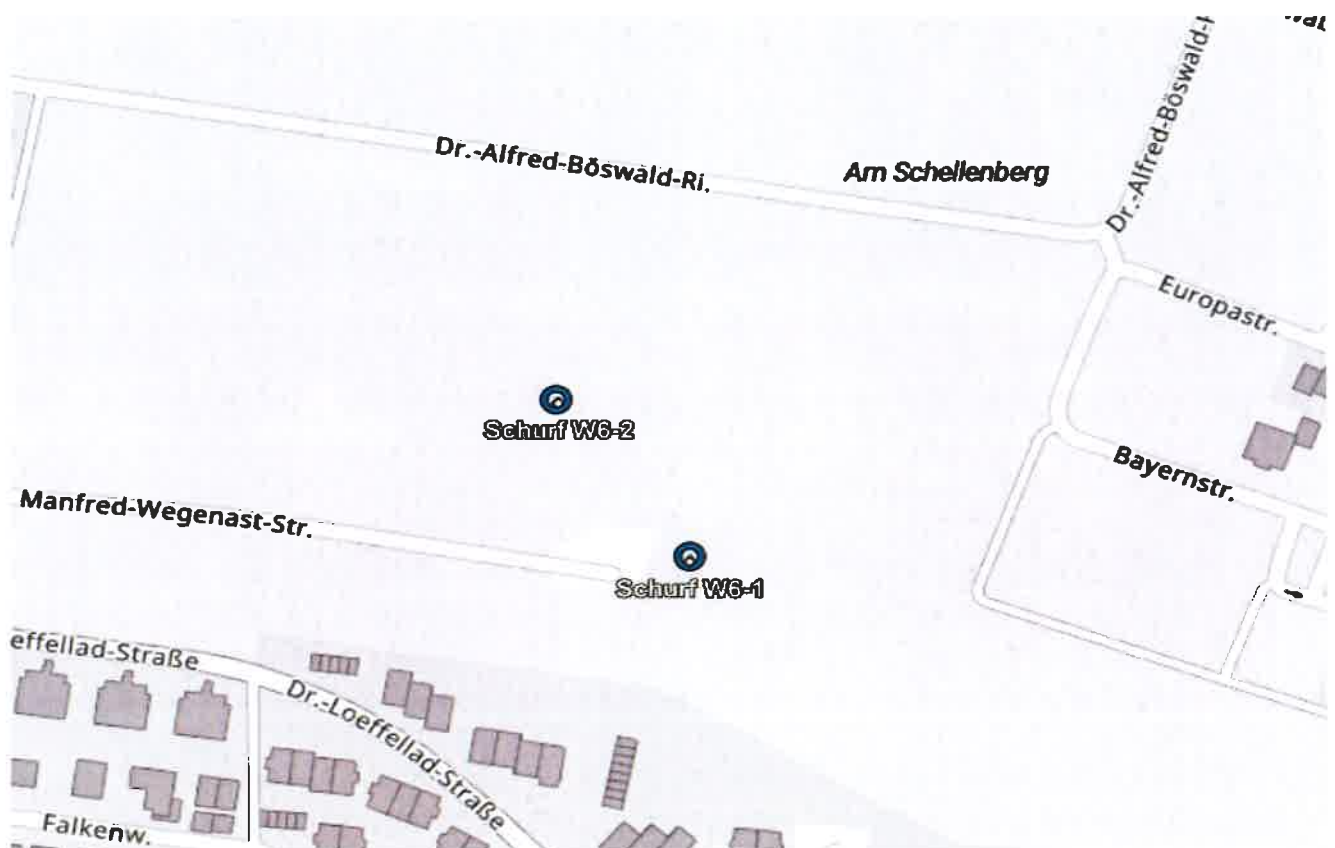 Dr.-Alfred-Böswald-Ri.
Am Schellenberg
Dr.-Alfred-Böswald-
Europastr.
Schurf W6-2
Bayernstr.
Manfred-Wegenast-Str.
Schurf W6-1
effellad-Straße
Dr.-Loeffellad-Straße
Falkenw.